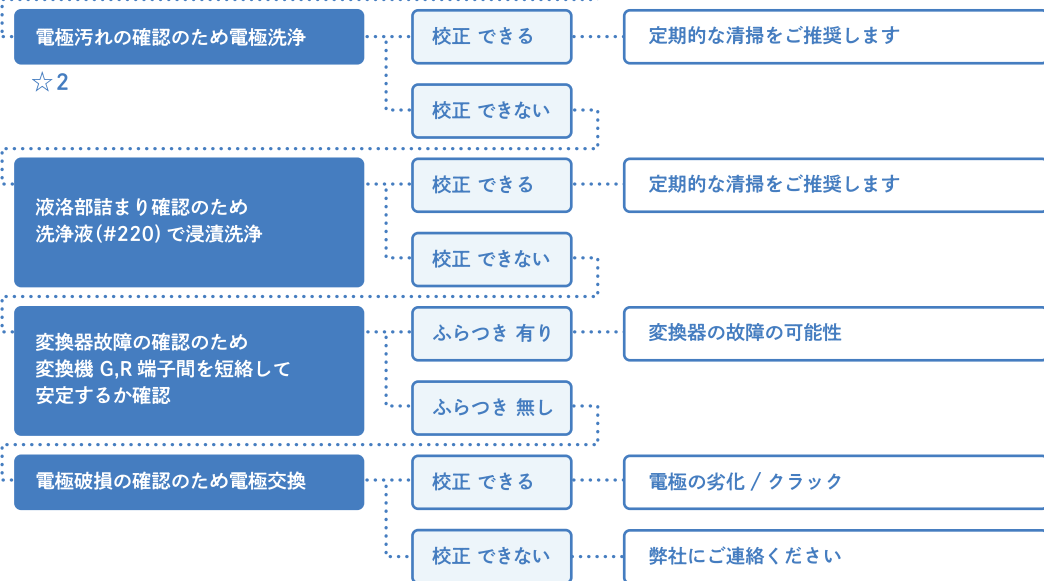 電極汚れの確認のため電極洗浄
校正 できる
定期的な清掃をご推奨します
☆2
校正 できない
液洛部詰まり確認のため
洗浄液(#220)で浸漬洗浄
校正 できる
定期的な清掃をご推奨します
校正 できない
変換器故障の確認のため
変換機 G,R 端子間を短絡して
安定するか確認
ふらつき 有り
変換器の故障の可能性
ふらつき 無し
電極破損の確認のため電極交換
校正 できる
電極の劣化 / クラック
校正 できない
弊社にご連絡ください